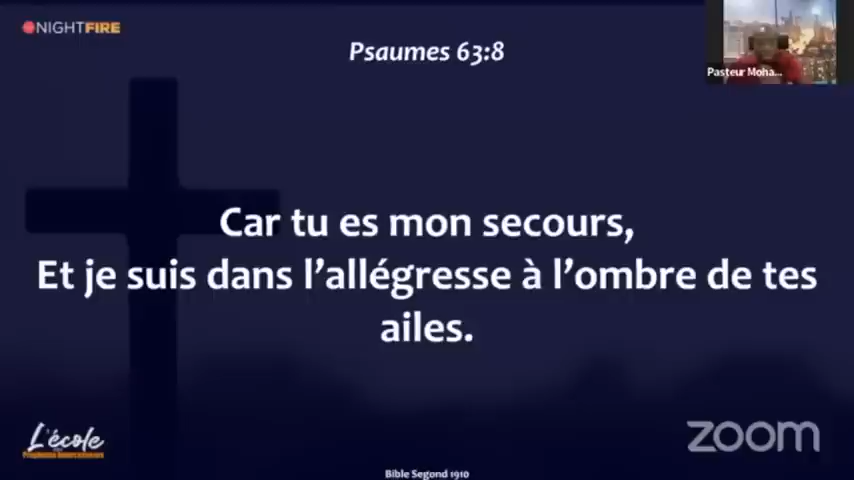 NIGHTFIRE
Psaumes 63:8
Pasteur Moha...
Car tu es mon secours,
Et je suis dans l'allégresse à l'ombre de tes
ailes.
L'école
zoom
Bible Segond 1910